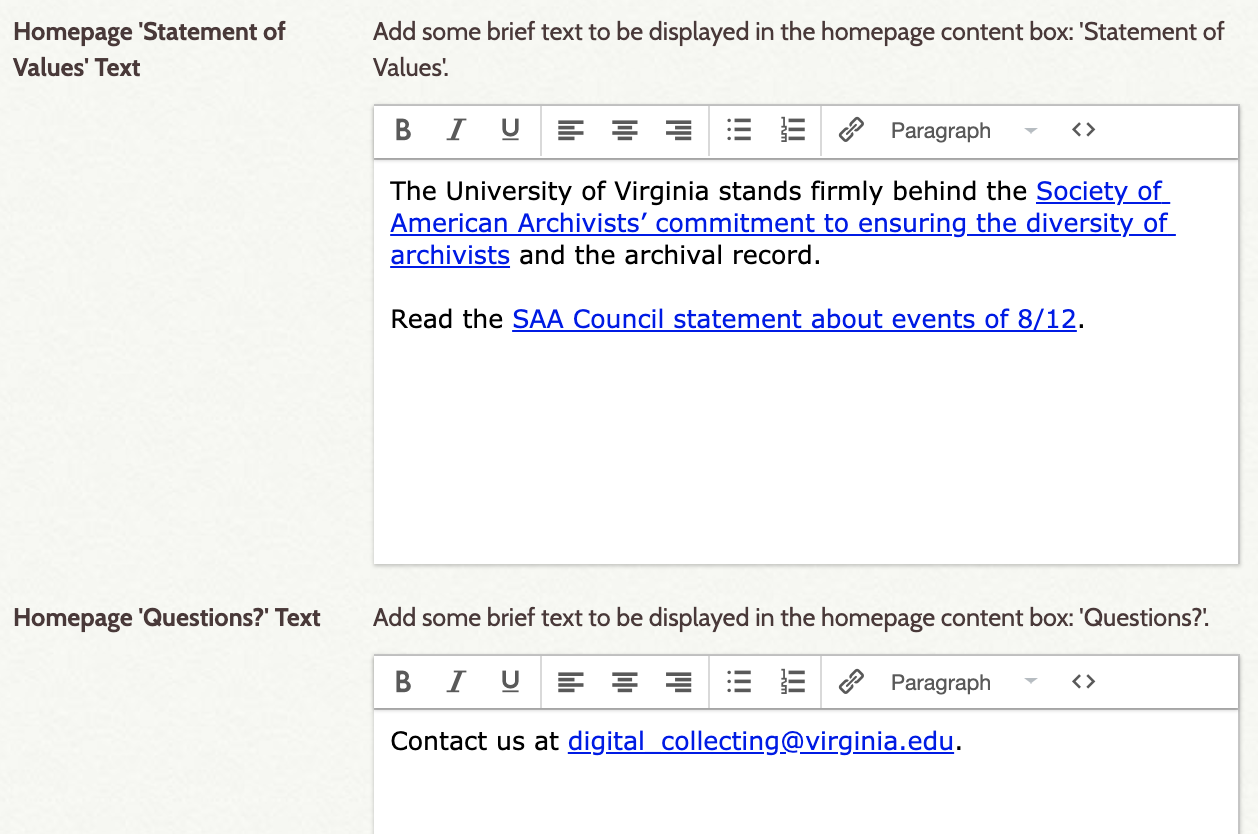 Homepage 'Statement of
Values' Text
Add some brief text to be displayed in the homepage content box: 'Statement of
Values'.
B I U Paragraph <>
The University of Virginia stands firmly behind the Society of
American Archivists’ commitment to ensuring the diversity of
archivists and the archival record.
Read the SAA Council statement about events of 8/12.
Homepage 'Questions?' Text
Add some brief text to be displayed in the homepage content box: 'Questions?'.
B I U Paragraph <>
Contact us at digital_collecting@virginia.edu.